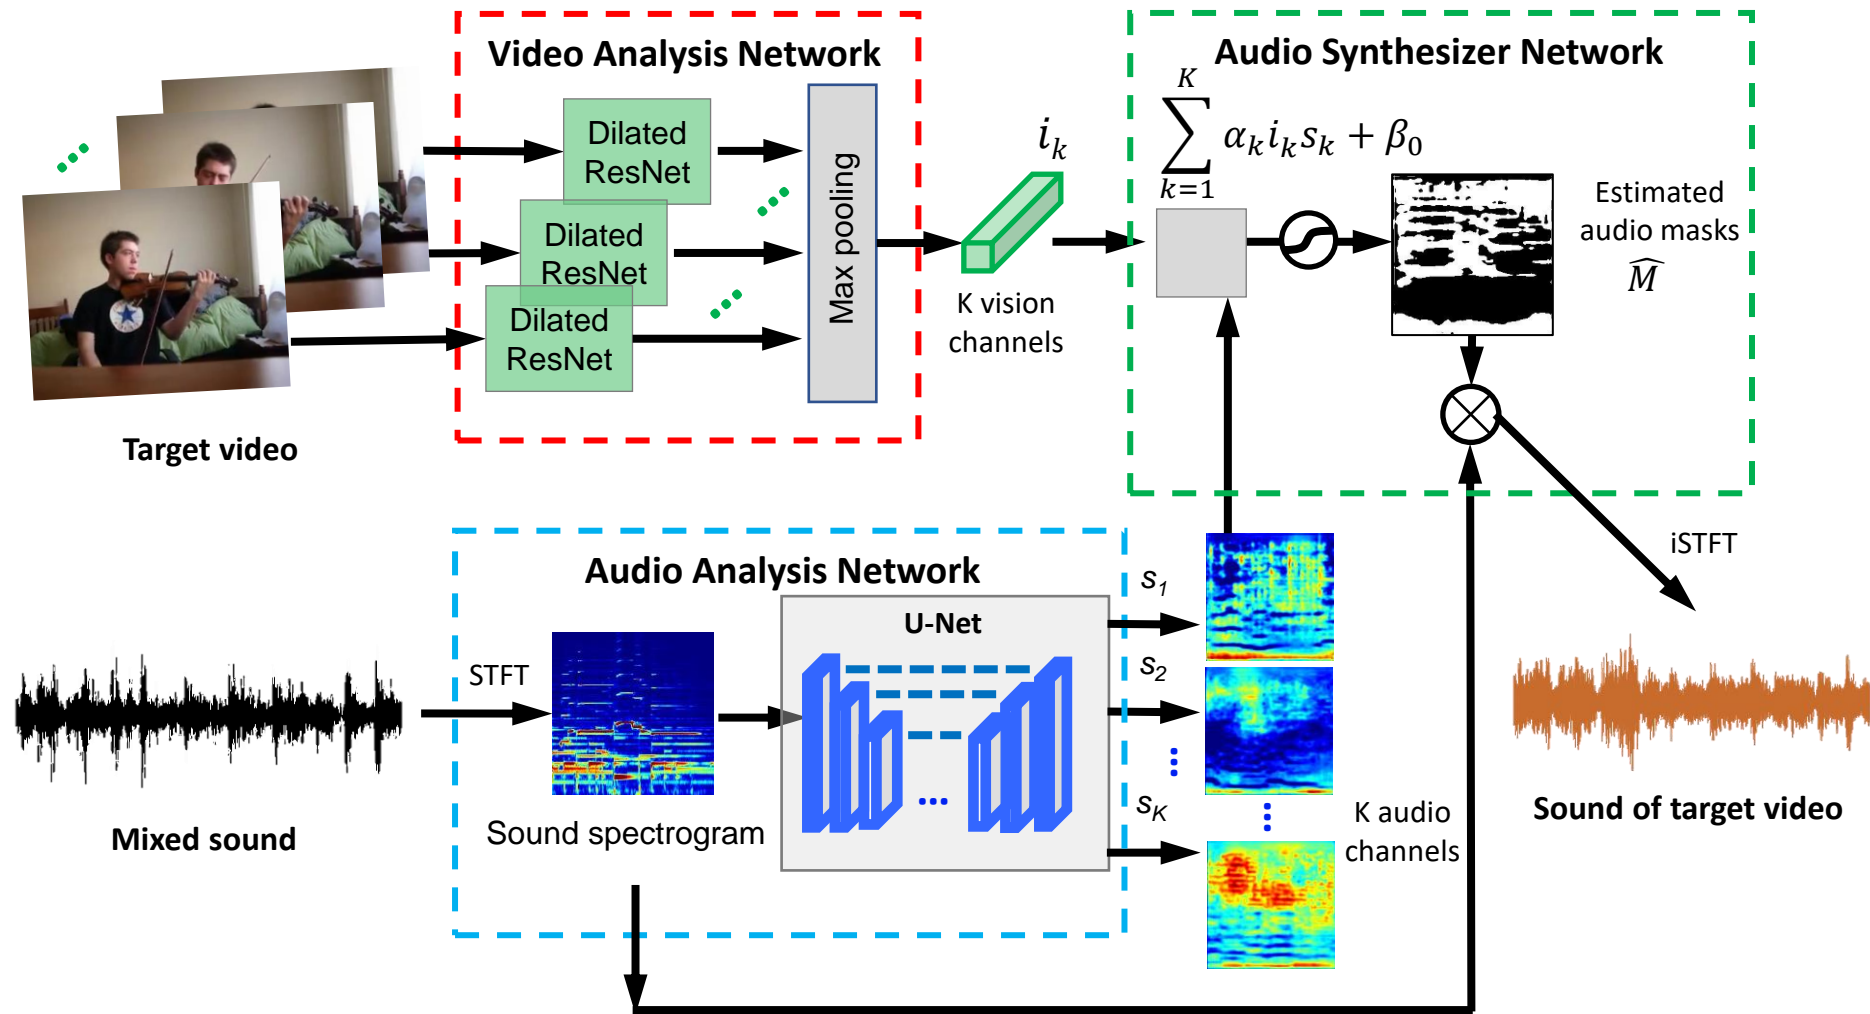 Video Analysis Network
Dilated
ResNet
Dilated
ResNet
Dilated
ResNet
Max pooling
Target video
i_k
K vision
channels
Audio Synthesizer Network
\sum_{k=1}^{K} α_k i_k s_k + β_0
Estimated
audio masks
\widehat{M}
Audio Analysis Network
STFT
Mixed sound
Sound spectrogram
U-Net
...
s_1
s_2
s_K
K audio
channels
iSTFT
Sound of target video